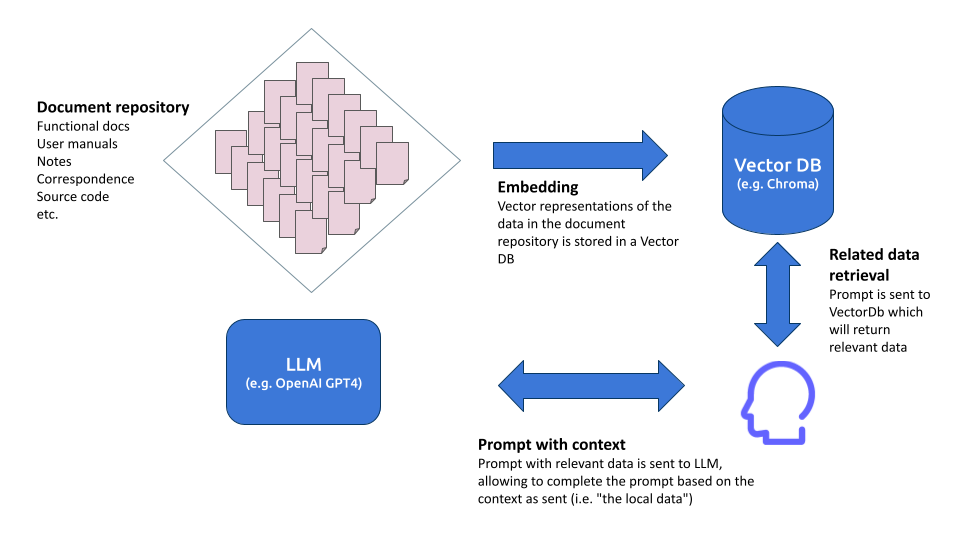 Document repository
Functional docs
User manuals
Notes
Correspondence
Source code
etc.
Embedding
Vector representations of the
data in the document
repository is stored in a Vector
DB
Vector DB
(e.g. Chroma)
Related data
retrieval
Prompt is sent to
VectorDb which
will return
relevant data
LLM
(e.g. OpenAI GPT4)
Prompt with context
Prompt with relevant data is sent to LLM,
allowing to complete the prompt based on the
context as sent (i.e. "the local data")